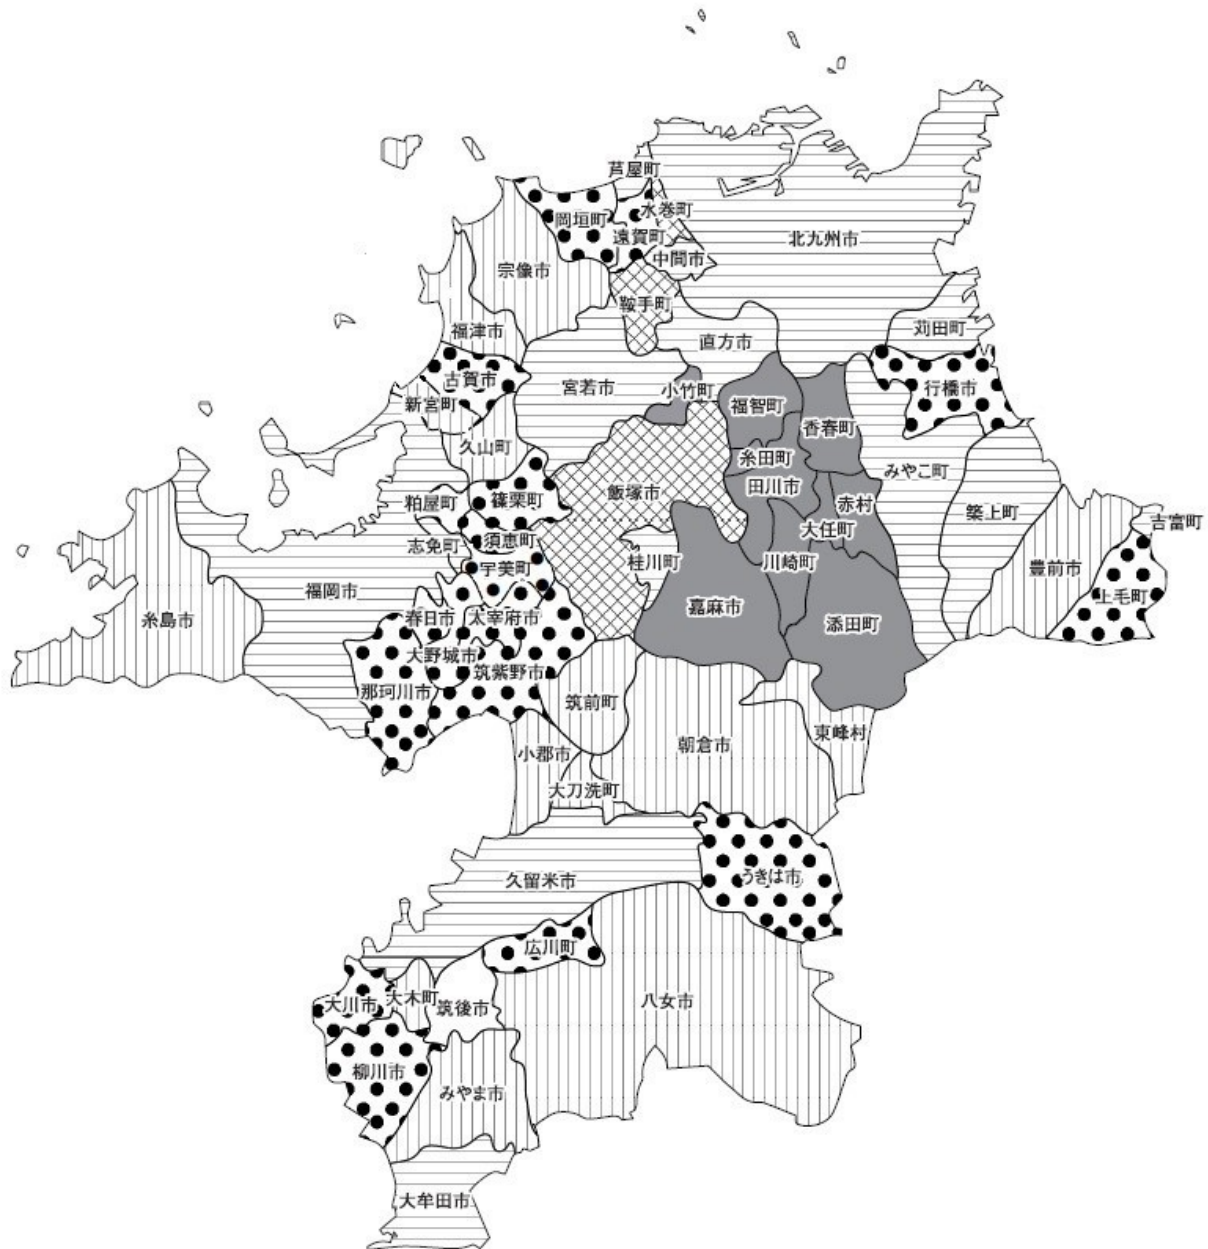 芦屋町
水巻町
岡垣町
遠賀町
北九州市
中間市
宗像市
鞍手町
苅田町
福津市
直方市
古賀市
宮若市
小竹町
行橋市
新宮町
福智町
香春町
久山町
糸田町
みやこ町
飯塚市
田川市
粕屋町
篠栗町
赤村
築上町
吉富町
大任町
須恵町
志免町
桂川町
川崎町
宇美町
豊前市
福岡市
上毛町
嘉麻市
春日市
太宰府市
糸島市
添田町
大野城市
筑紫野市
那珂川市
筑前町
東峰村
朝倉市
小郡市
大刀洗町
うきは市
久留米市
広川町
大川市
大木町
筑後市
八女市
柳川市
みやま市
大牟田市